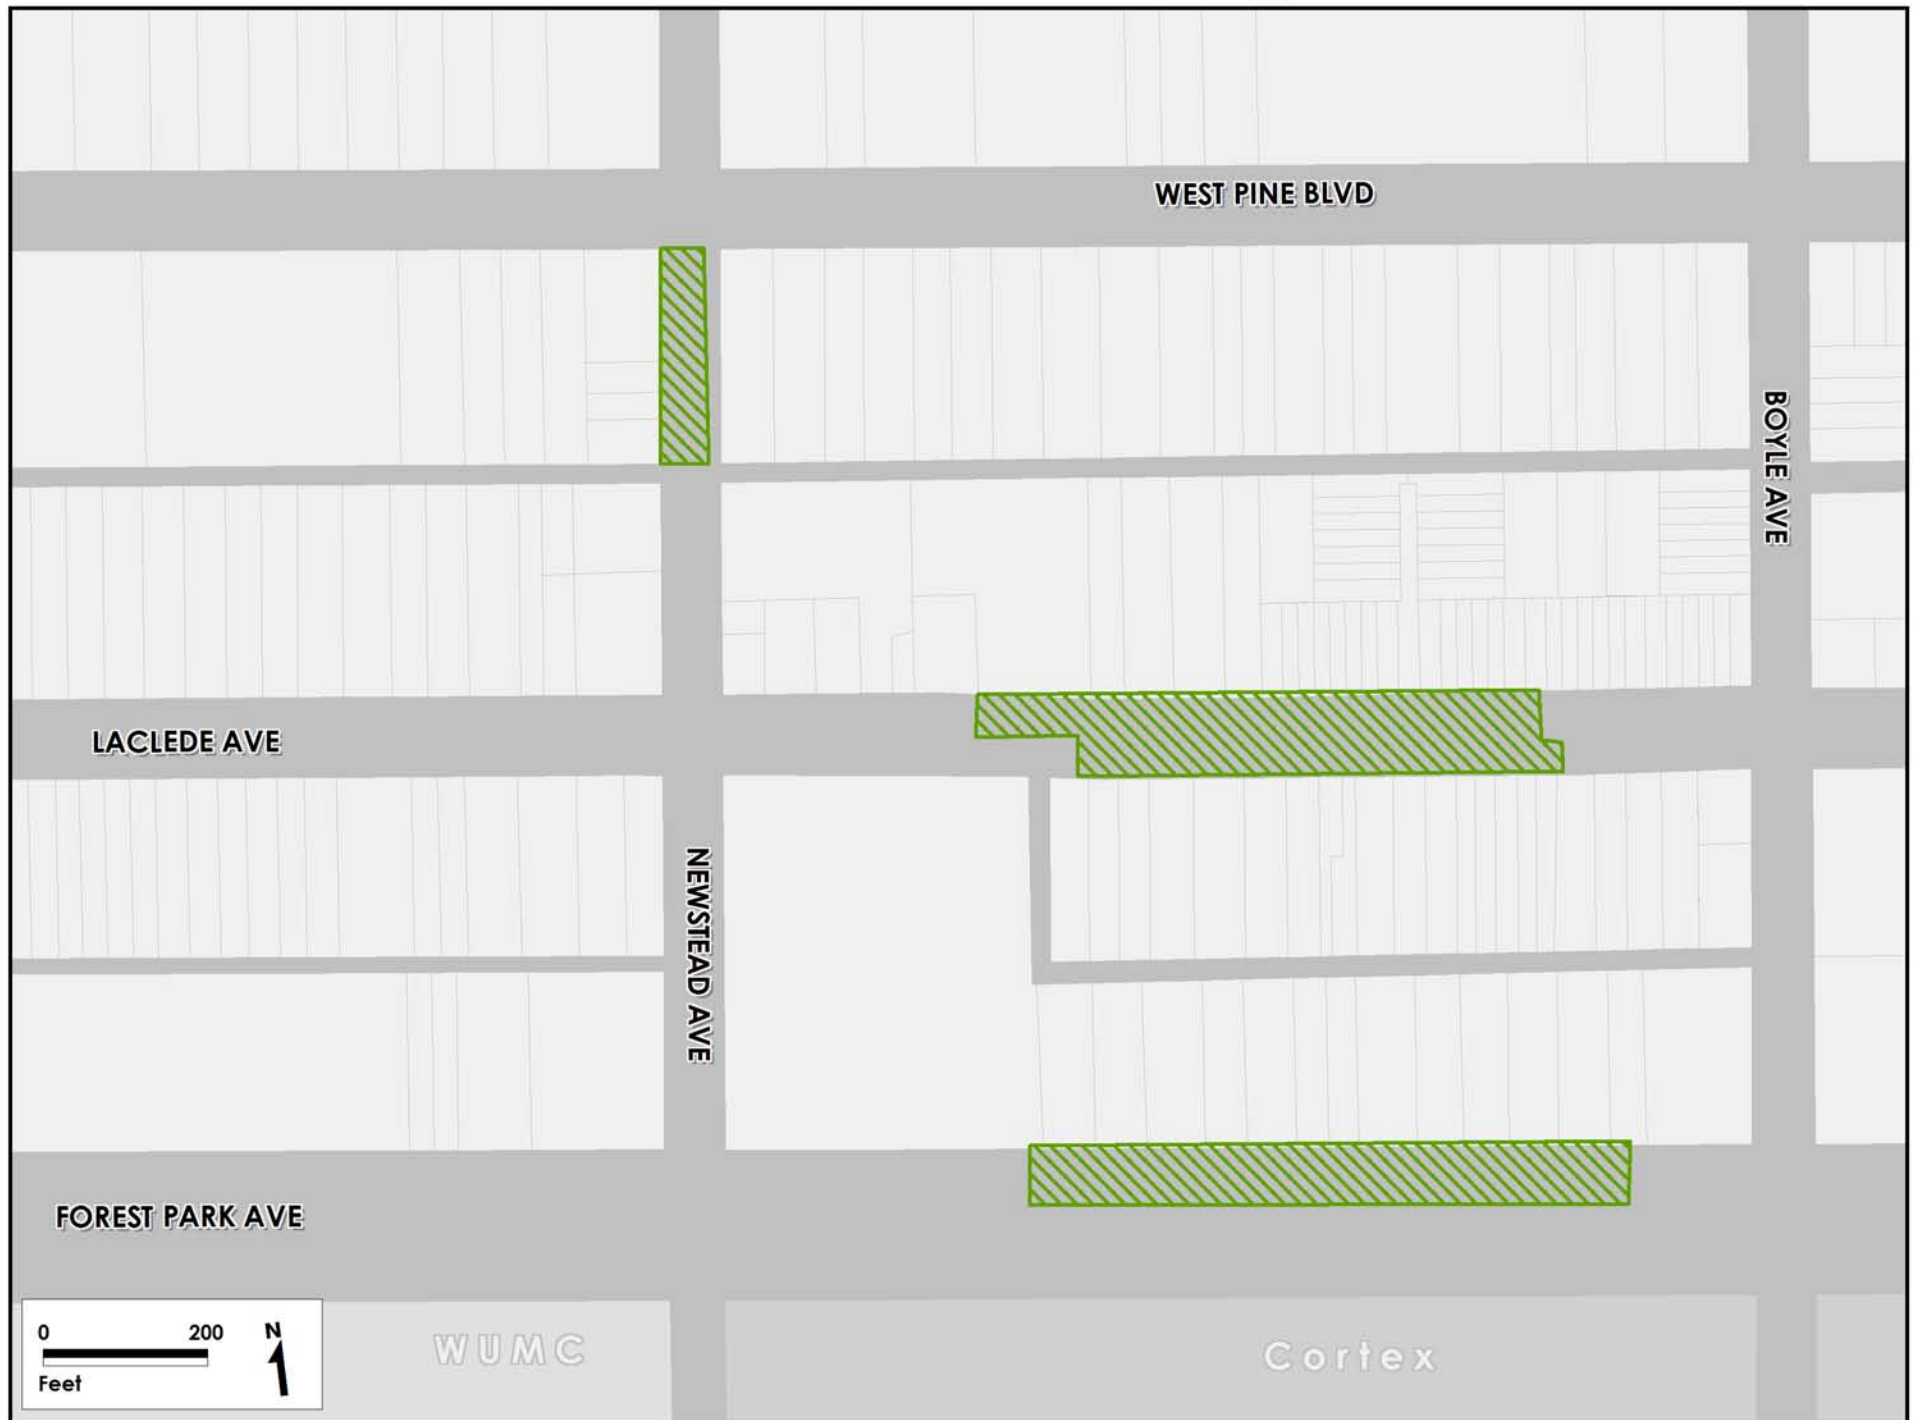 WEST PINE BLVD
BOYLE AVE
LACLEDE AVE
NEWSTEAD AVE
FOREST PARK AVE
0 200 N
Feet
WUMC
Cortex